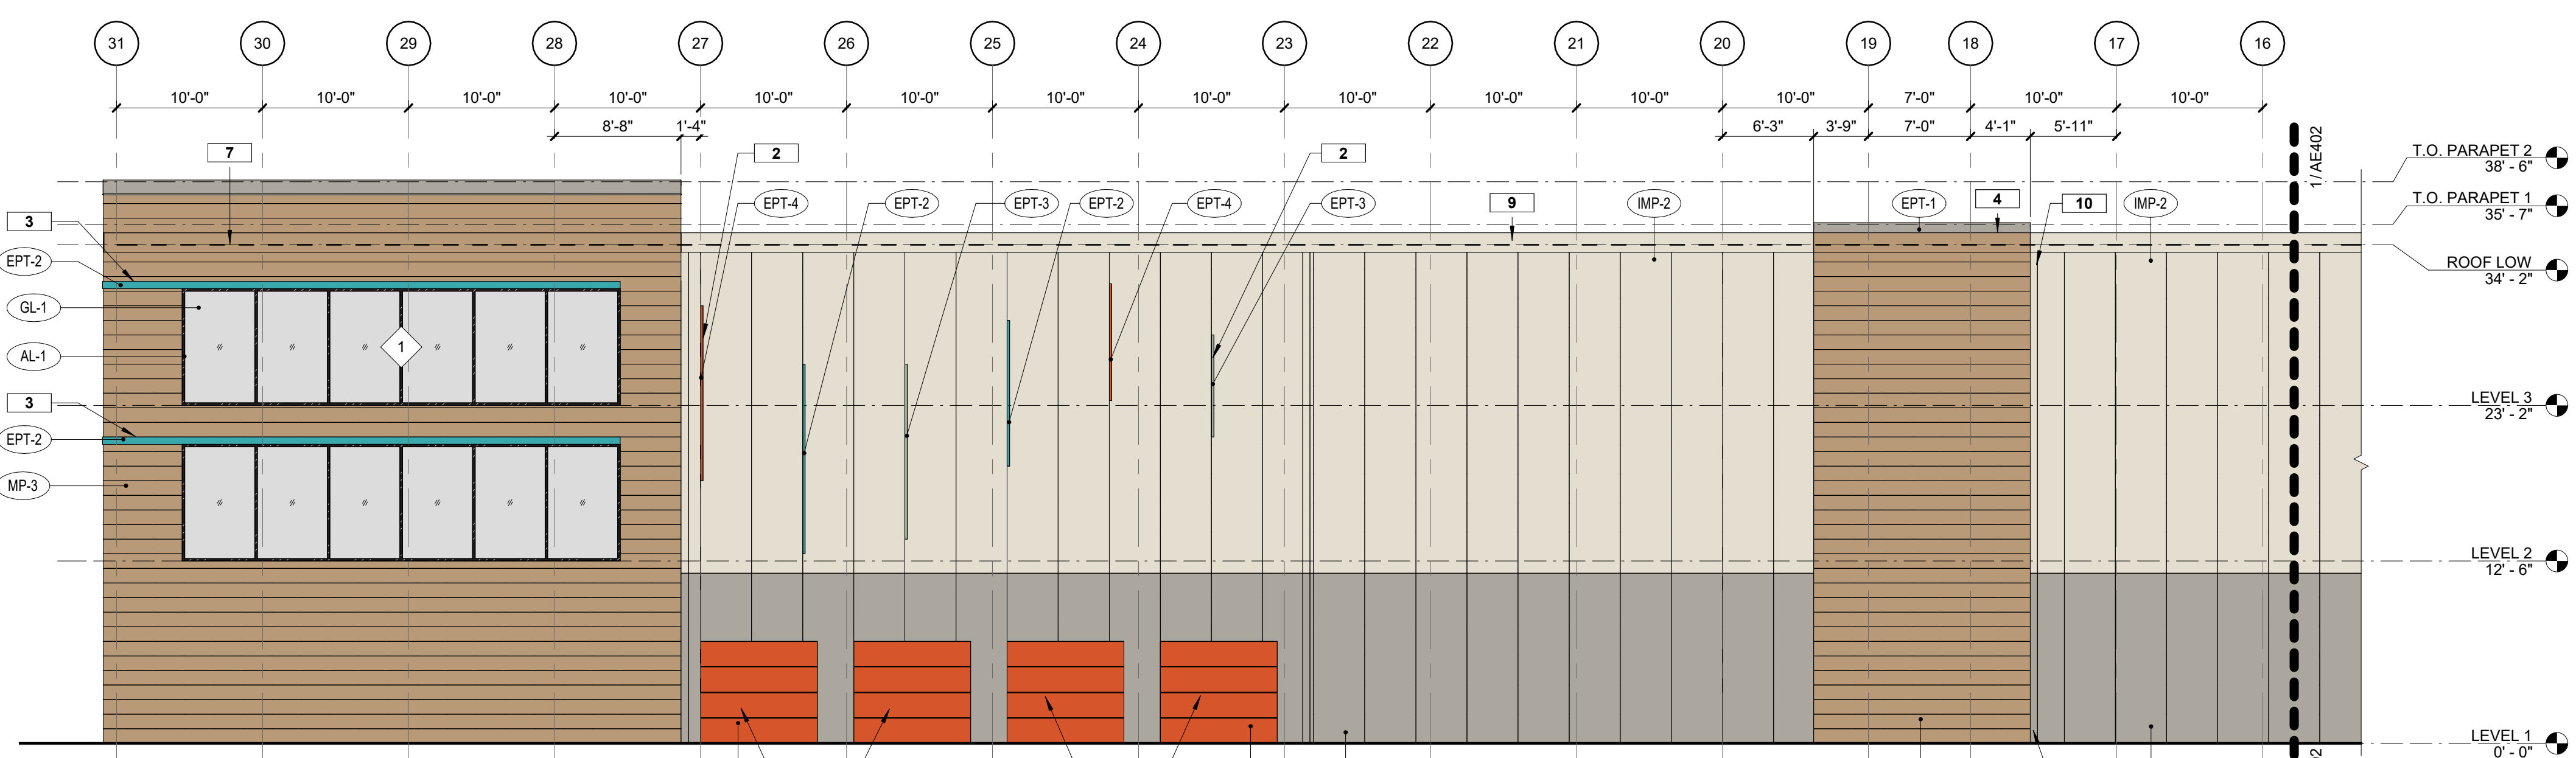 31 30 29 28 27 26 25 24 23 22 21 20 19 18 17 16
10'-0" 10'-0" 10'-0" 10'-0" 10'-0" 10'-0" 10'-0" 10'-0" 10'-0" 10'-0" 10'-0" 10'-0" 7'-0" 10'-0" 10'-0"
8'-8" 1'-4" 6'-3" 3'-9" 7'-0" 4'-1" 5'-11"
1/ AE402
7 2 2
T.O. PARAPET 2
38' - 6"
3 EPT-4 EPT-2 EPT-3 EPT-2 EPT-4 EPT-3 9 IMP-2 EPT-1 4 10 IMP-2
T.O. PARAPET 1
35' - 7"
EPT-2
ROOF LOW
34' - 2"
GL-1
AL-1
1
3
LEVEL 3
23' - 2"
EPT-2
MP-3
LEVEL 2
12' - 6"
LEVEL 1
0' - 0"